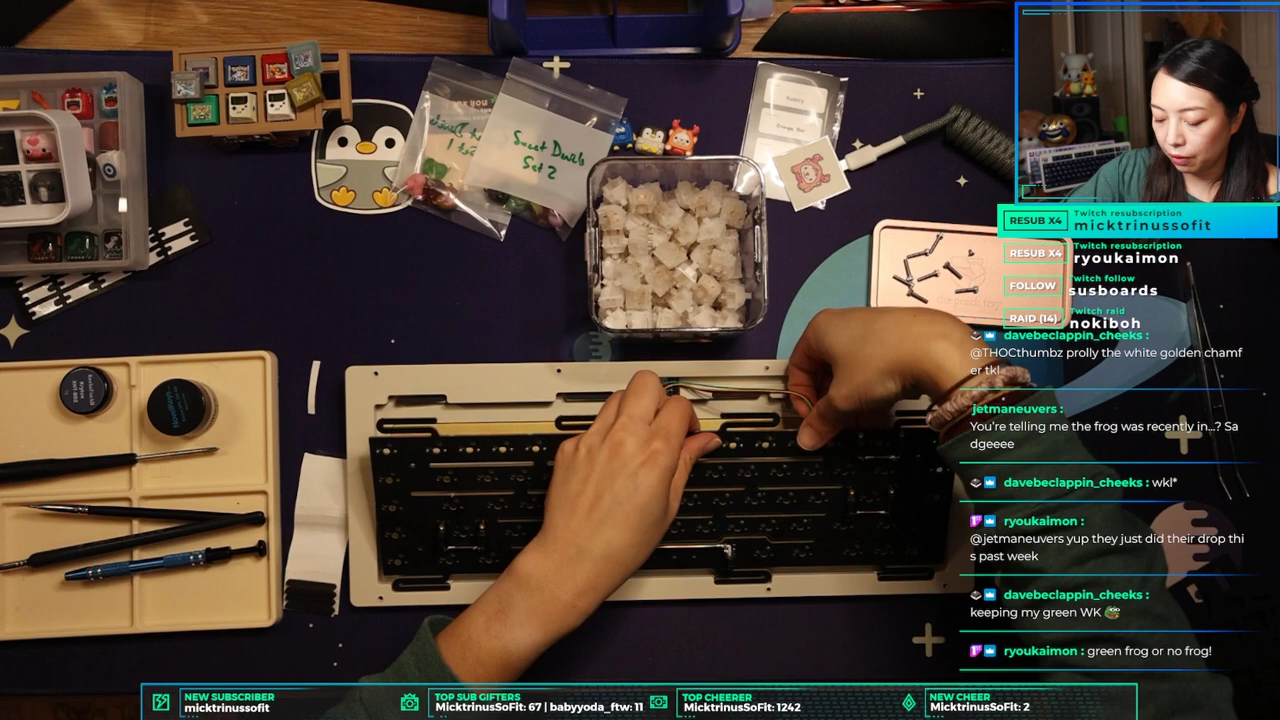 Sweet Devils
Set 2
RESUB X4
Twitch resubscription
micktrinussofit
RESUB X4
Twitch resubscription
ryoukaimon
FOLLOW
Twitch follow
susboards
RAID (14)
Twitch raid
nokiboh
davebeclappin_cheeks :
@THOCthumbz prolly the white golden chamf
er tkl
jetmaneuvers :
You're telling me the frog was recently in...? Sa
dgeeee
davebeclappin_cheeks : wkl*
ryoukaimon :
@jetmaneuvers yup they just did their drop thi
s past week
davebeclappin_cheeks :
keeping my green WK
ryoukaimon : green frog or no frog!
NEW SUBSCRIBER
micktrinussofit
TOP SUB GIFTERS
MicktrinusSoFit: 67 | babyyoda_ftw: 11
TOP CHEERER
MicktrinusSoFit: 1242
NEW CHEER
MicktrinusSoFit: 2